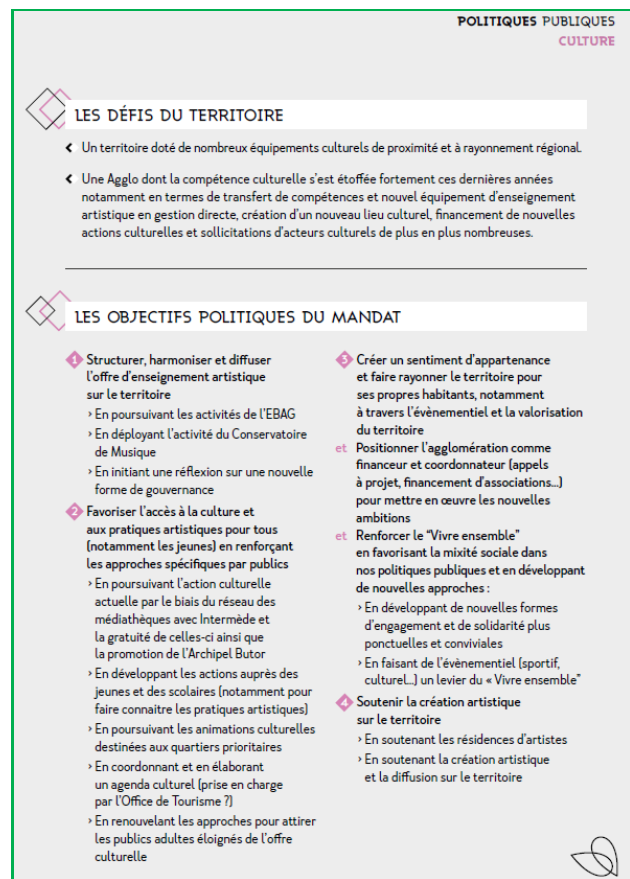 POLITIQUES PUBLIQUES
CULTURE
LES DÉFIS DU TERRITOIRE
Un territoire doté de nombreux équipements culturels de proximité et à rayonnement régional.
Une Agglo dont la compétence culturelle s'est étoffée fortement ces dernières années
notamment en termes de transfert de compétences et nouvel équipement d'enseignement
artistique en gestion directe, création d'un nouveau lieu culturel, financement de nouvelles
actions culturelles et sollicitations d'acteurs culturels de plus en plus nombreuses.
LES OBJECTIFS POLITIQUES DU MANDAT
1 Structurer, harmoniser et diffuser
l'offre d'enseignement artistique
sur le territoire
› En poursuivant les activités de l'EBAG
› En déployant l'activité du Conservatoire
de Musique
› En initiant une réflexion sur une nouvelle
forme de gouvernance
2 Favoriser l'accès à la culture et
aux pratiques artistiques pour tous
(notamment les jeunes) en renforçant
les approches spécifiques par publics
› En poursuivant l'action culturelle
actuelle par le biais du réseau des
médiathèques avec Intermède et
la gratuité de celles-ci ainsi que
la promotion de l'Archipel Butor
› En développant les actions auprès des
jeunes et des scolaires (notamment pour
faire connaitre les pratiques artistiques)
› En poursuivant les animations culturelles
destinées aux quartiers prioritaires
› En coordonnant et en élaborant
un agenda culturel (prise en charge
par l'Office de Tourisme ?)
› En renouvelant les approches pour attirer
les publics adultes éloignés de l'offre
culturelle
3 Créer un sentiment d'appartenance
et faire rayonner le territoire pour
ses propres habitants, notamment
à travers l'évènementiel et la valorisation
du territoire
et Positionner l'agglomération comme
financeur et coordonnateur (appels
à projet, financement d'associations...)
pour mettre en œuvre les nouvelles
ambitions
et Renforcer le "Vivre ensemble"
en favorisant la mixité sociale dans
nos politiques publiques et en développant
de nouvelles approches :
› En développant de nouvelles formes
d'engagement et de solidarité plus
ponctuelles et conviviales
› En faisant de l'évènementiel (sportif,
culturel...) un levier du « Vivre ensemble"
4 Soutenir la création artistique
sur le territoire
› En soutenant les résidences d'artistes
› En soutenant la création artistique
et la diffusion sur le territoire